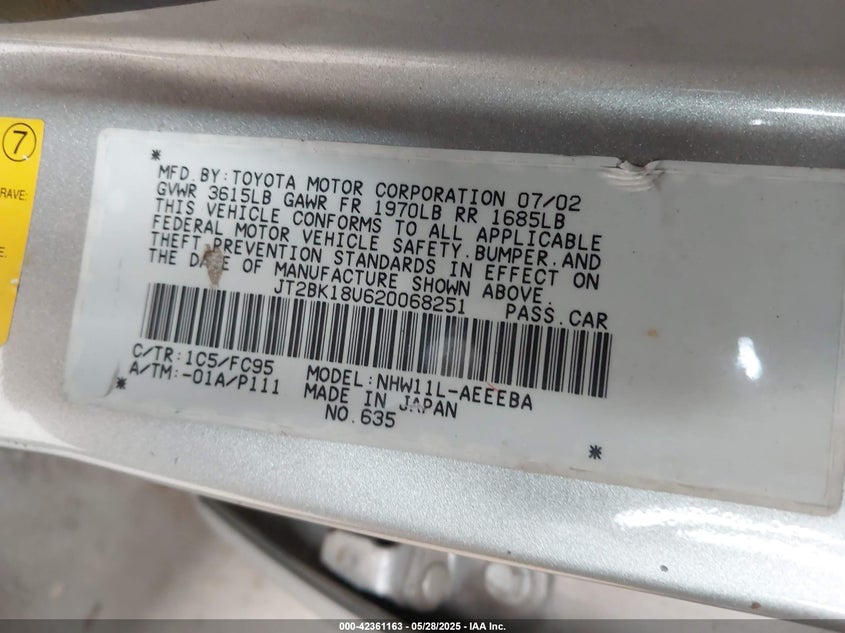 7
RAVE:
E.
*
MFD.BY:TOYOTA MOTOR CORPORATION 07/02
GVWR 3615LB GAWR FR 1970LB RR 1685LB
THIS VEHICLE CONFORMS TO ALL APPLICABLE
FEDERAL MOTOR VEHICLE SAFETY.BUMPER.AND
THEFT PREVENTION STANDARDS IN EFFECT ON
THE DATE OF MANUFACTURE SHOWN ABOVE.
JT2BK18U620068251 PASS.CAR
C/TR:1C5/FC95
A/TM:-01A/P111
MODEL:NHW11L-AEEEBA
MADE IN JAPAN
NO.635
*
*
000-42361163 - 05/28/2025 - IAA Inc.